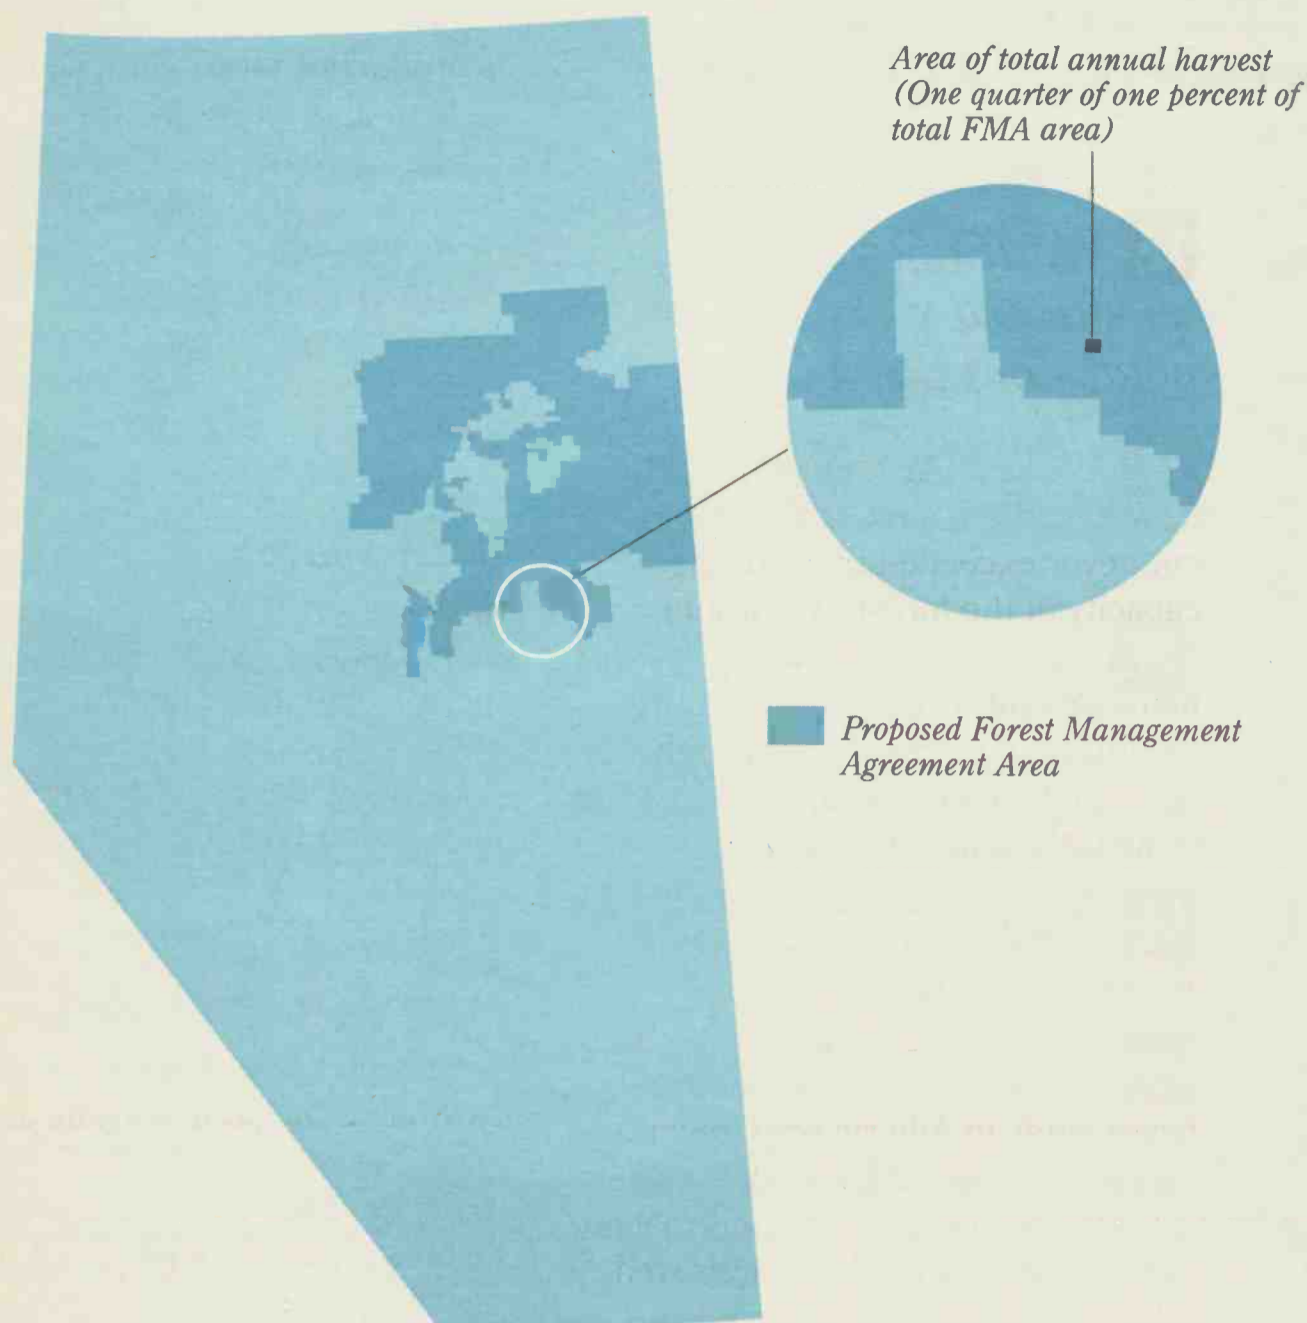 Area of total annual harvest
(One quarter of one percent of
total FMA area)
Proposed Forest Management
Agreement Area